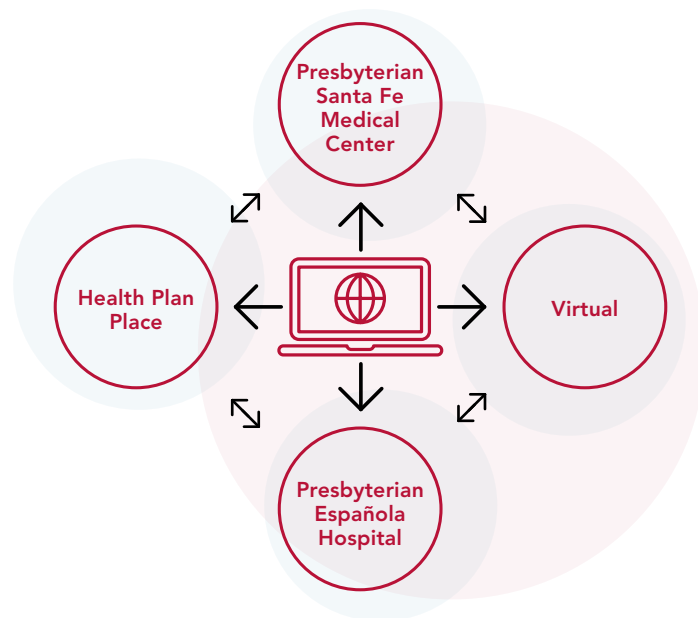 Presbyterian
Santa Fe
Medical
Center
Health Plan
Place
Virtual
Presbyterian
Española
Hospital